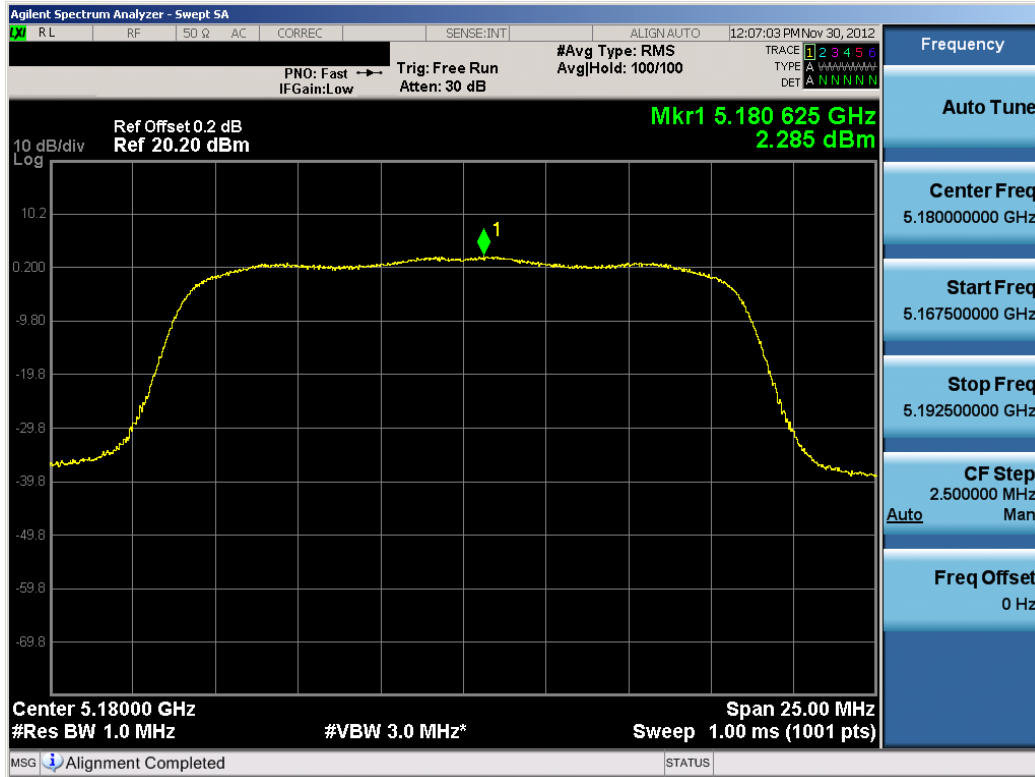 Agilent Spectrum Analyzer - Swept SA
LXI RL RF 50 Ω AC CORREC SENSE:INT ALIGN AUTO 12:07:03 PM Nov 30, 2012
PNO: Fast Trig: Free Run #Avg Type: RMS TRACE 1 2 3 4 5 6
IFGain:Low Atten: 30 dB Avg|Hold: 100/100 TYPE A WWWWW
DET A N N N N N
Mkr1 5.180 625 GHz
2.285 dBm
Ref Offset 0.2 dB
10 dB/div Ref 20.20 dBm
Log
10.2
0.200
-9.80
-19.8
-29.8
-39.8
-49.8
-59.8
-69.8
1
Center 5.18000 GHz Span 25.00 MHz
#Res BW 1.0 MHz #VBW 3.0 MHz* Sweep 1.00 ms (1001 pts)
MSG Alignment Completed STATUS
Frequency
Auto Tune
Center Freq
5.180000000 GHz
Start Freq
5.167500000 GHz
Stop Freq
5.192500000 GHz
CF Step
2.500000 MHz
Auto Man
Freq Offset
0 Hz